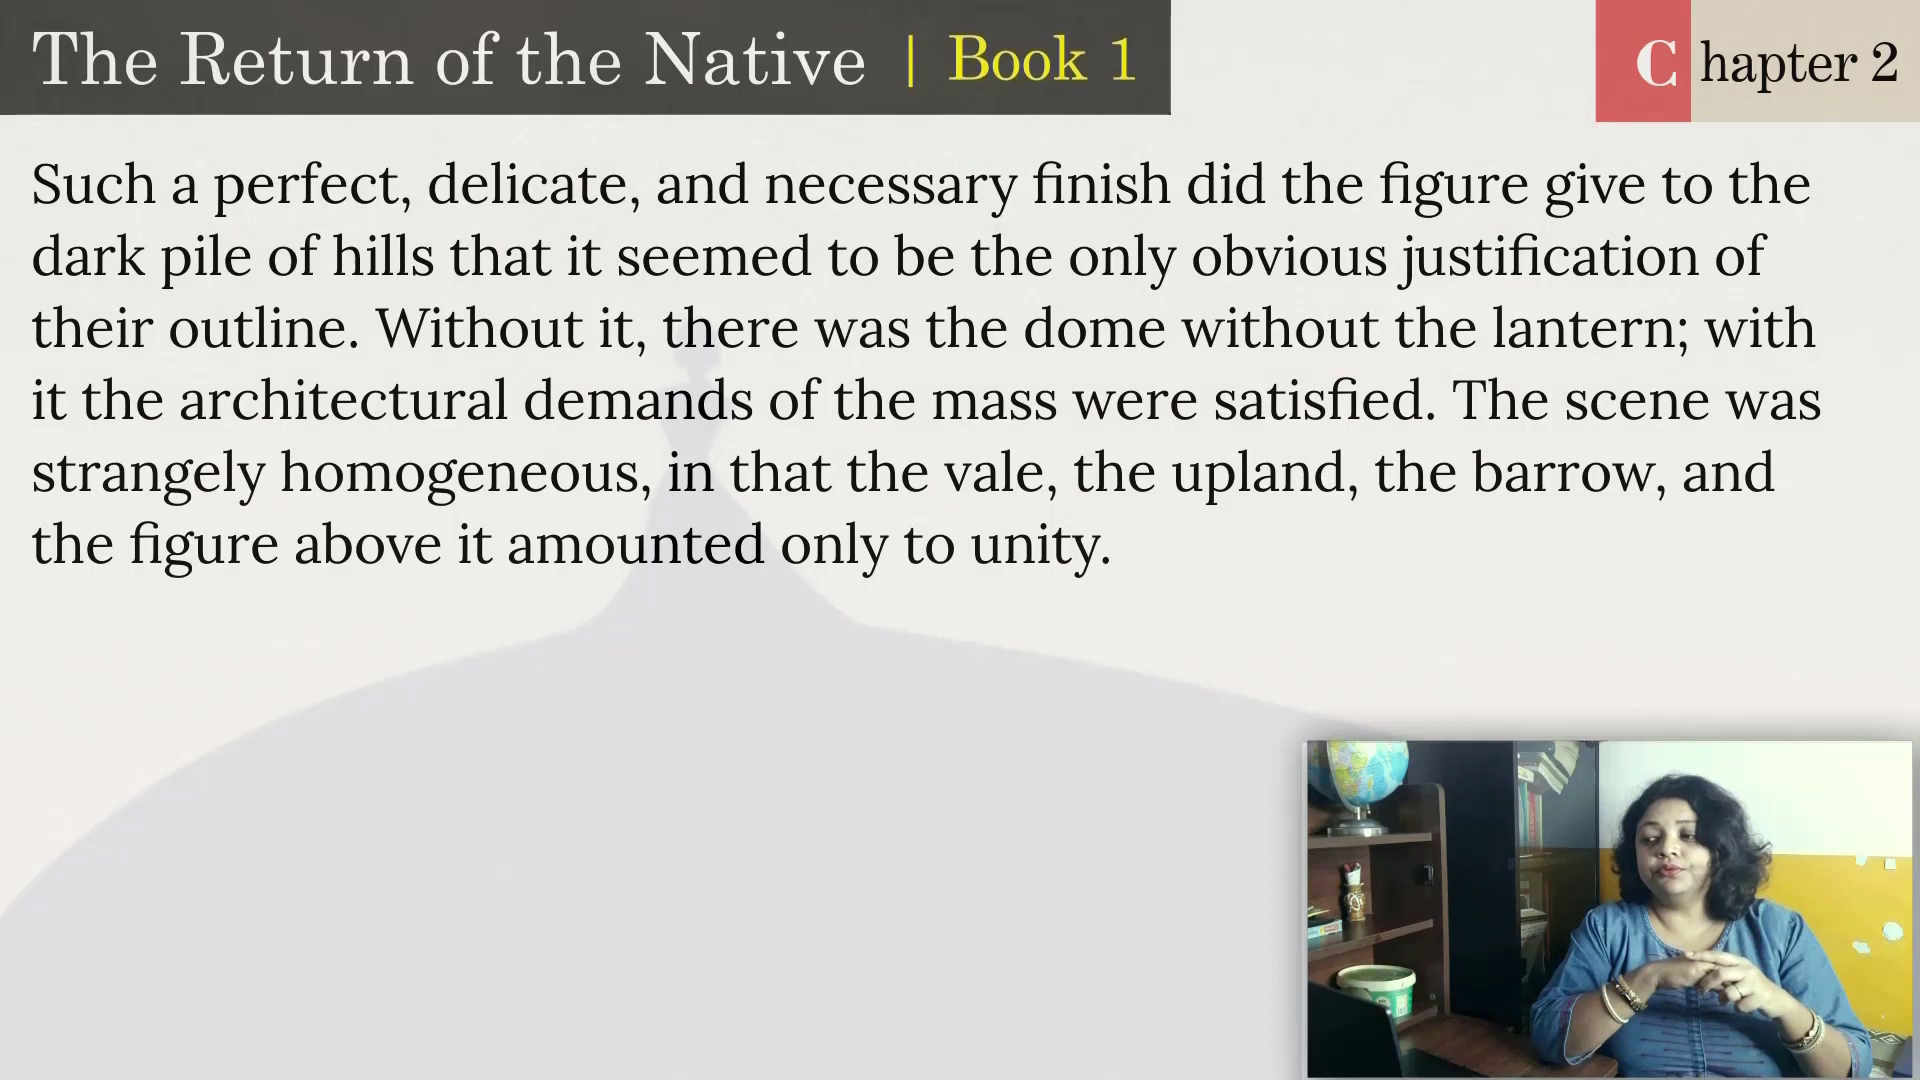 The Return of the Native | Book 1
Chapter 2
Such a perfect, delicate, and necessary finish did the figure give to the
dark pile of hills that it seemed to be the only obvious justification of
their outline. Without it, there was the dome without the lantern; with
it the architectural demands of the mass were satisfied. The scene was
strangely homogeneous, in that the vale, the upland, the barrow, and
the figure above it amounted only to unity.